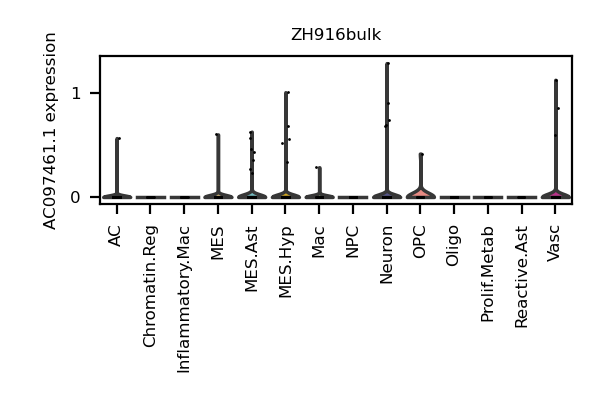 ZH916bulk
AC097461.1 expression
1
0
AC
Chromatin.Reg
Inflammatory.Mac
MES
MES.Ast
MES.Hyp
Mac
NPC
Neuron
OPC
Oligo
Prolif.Metab
Reactive.Ast
Vasc